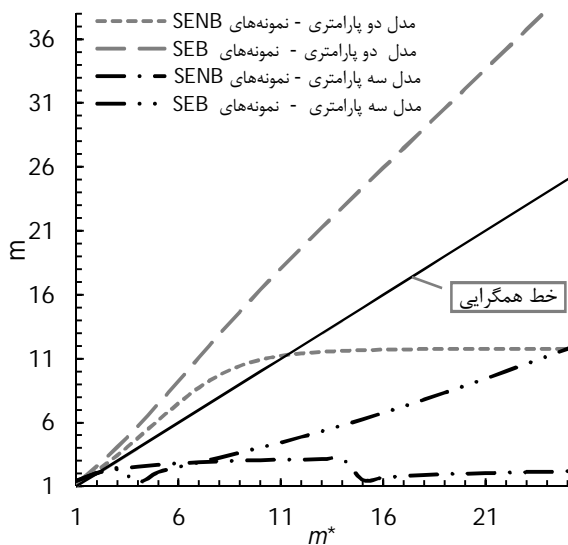 مدل دو پارامتری - نمونه‌های SENB
مدل دو پارامتری - نمونه‌های SEB
مدل سه پارامتری - نمونه‌های SENB
مدل سه پارامتری - نمونه‌های SEB
خط همگرایی
m
36
31
26
21
16
11
6
1
1 6 11 16 21
m*